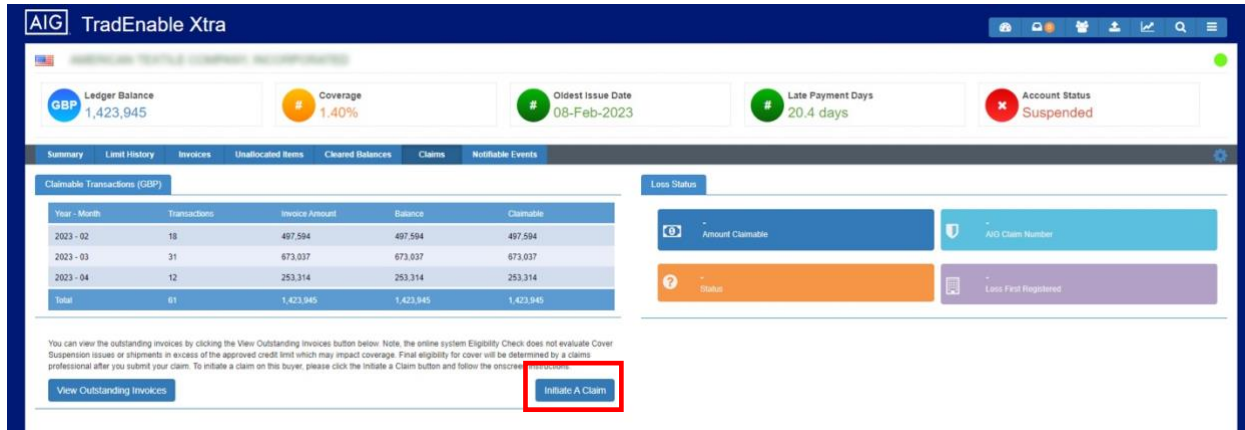 AIG TradEnable Xtra
Ledger Balance
GBP 1,423,945
Coverage
# 1.40%
Oldest Issue Date
# 08-Feb-2023
Late Payment Days
# 20.4 days
Account Status
Suspended
Summary Limit History Invoices Unallocated Items Cleared Balances Claims Notifiable Events
Claimable Transactions (GBP)
Year - Month Transactions Invoice Amount Balance Claimable
2023 - 02 18 497,594 497,594 497,594
2023 - 03 31 673,037 673,037 673,037
2023 - 04 12 253,314 253,314 253,314
Total 61 1,423,945 1,423,945 1,423,945
You can view the outstanding invoices by clicking the View Outstanding Invoices button below. Note, the online system Eligibility Check does not evaluate Cover
Suspension issues or shipments in excess of the approved credit limit which may impact coverage. Final eligibility for cover will be determined by a claims
professional after you submit your claim. To initiate a claim on this buyer, please click the Initiate a Claim button and follow the onscreen instructions.
View Outstanding Invoices Initiate A Claim
Loss Status
-
Amount Claimable
-
AIG Claim Number
-
Status
-
Loss First Registered